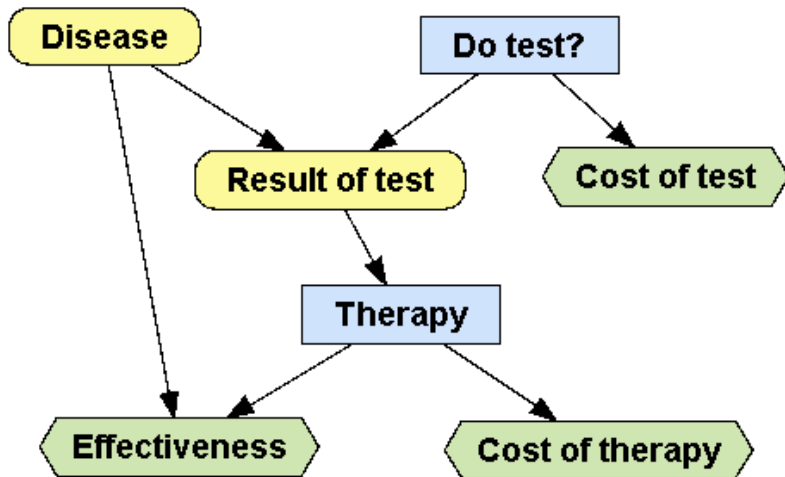 Disease
Do test?
Result of test
Cost of test
Therapy
Effectiveness
Cost of therapy